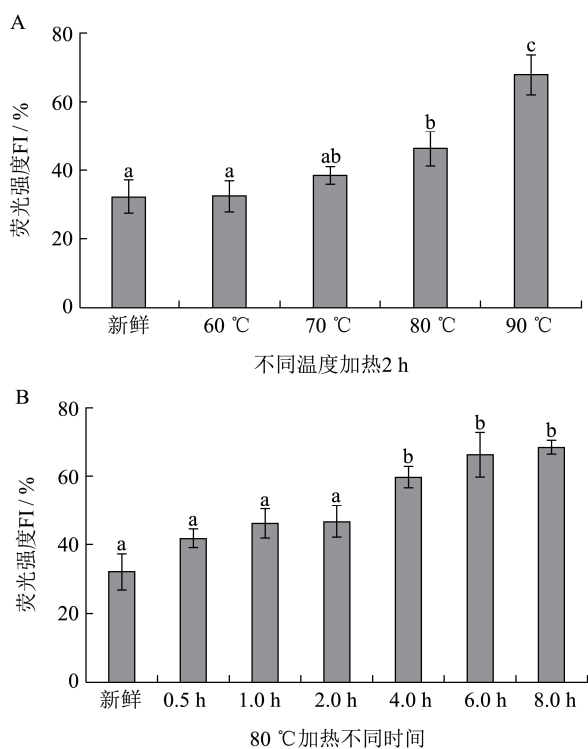 A
荧光强度FI / %
80
60
40
20
0
a
a
ab
b
c
新鲜
60 ℃
70 ℃
80 ℃
90 ℃
不同温度加热2 h
B
荧光强度FI / %
80
60
40
20
0
a
a
a
a
b
b
b
新鲜
0.5 h
1.0 h
2.0 h
4.0 h
6.0 h
8.0 h
80 ℃加热不同时间